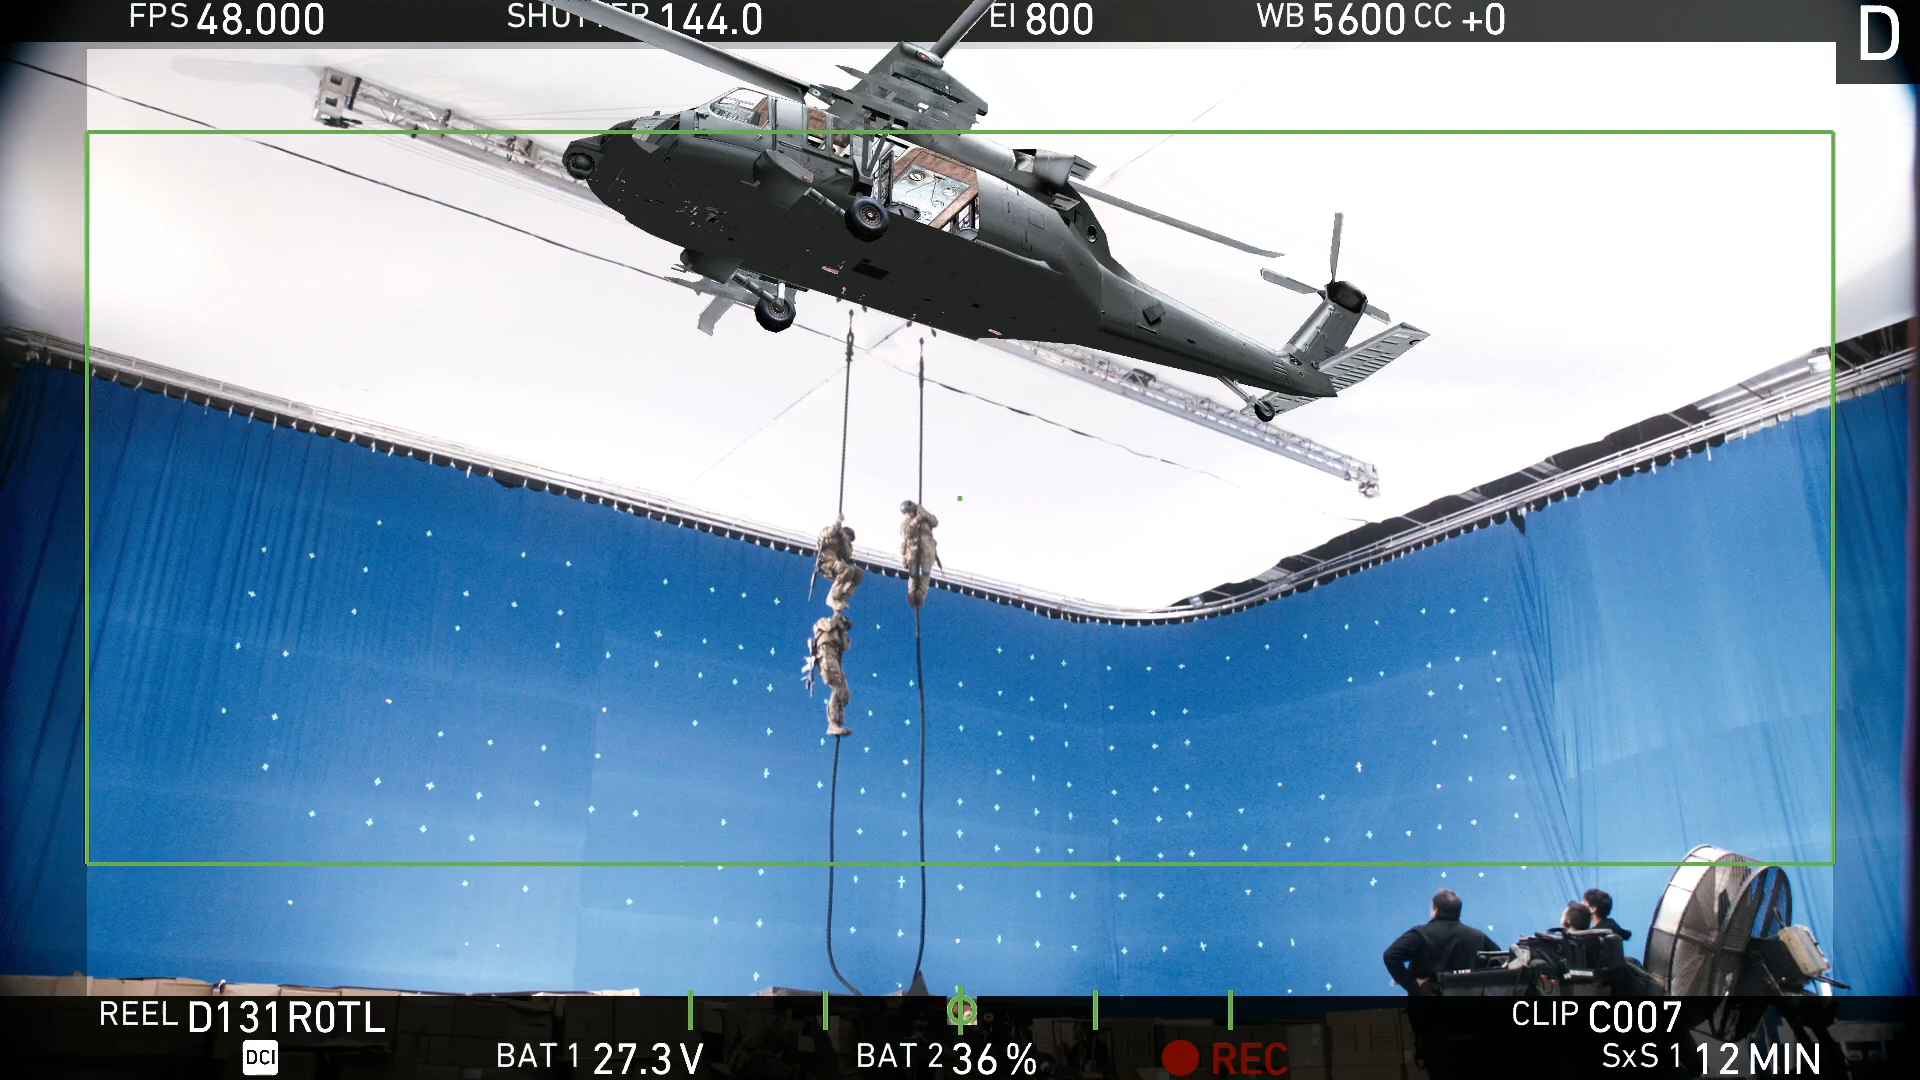 FPS 48.000 SHUTTER 144.0 EI 800 WB 5600 CC +0
D
REEL D131R0TL CLIP C007
DCI BAT 1 27.3 V BAT 2 36 % REC SxS 1 12 MIN